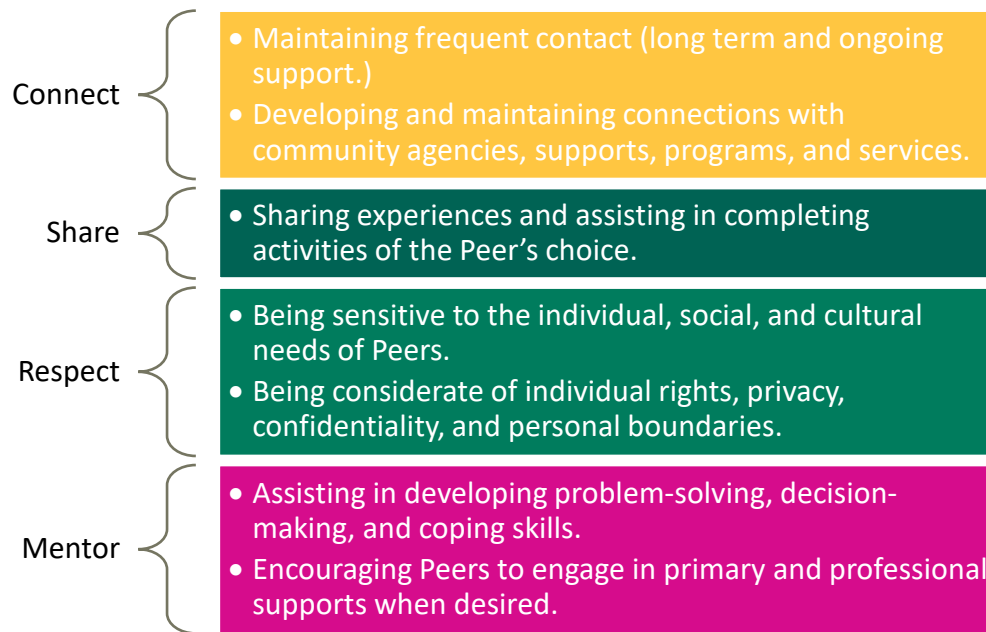 Connect
• Maintaining frequent contact (long term and ongoing
support.)
• Developing and maintaining connections with
community agencies, supports, programs, and services.
Share
• Sharing experiences and assisting in completing
activities of the Peer’s choice.
Respect
• Being sensitive to the individual, social, and cultural
needs of Peers.
• Being considerate of individual rights, privacy,
confidentiality, and personal boundaries.
Mentor
• Assisting in developing problem-solving, decision-
making, and coping skills.
• Encouraging Peers to engage in primary and professional
supports when desired.